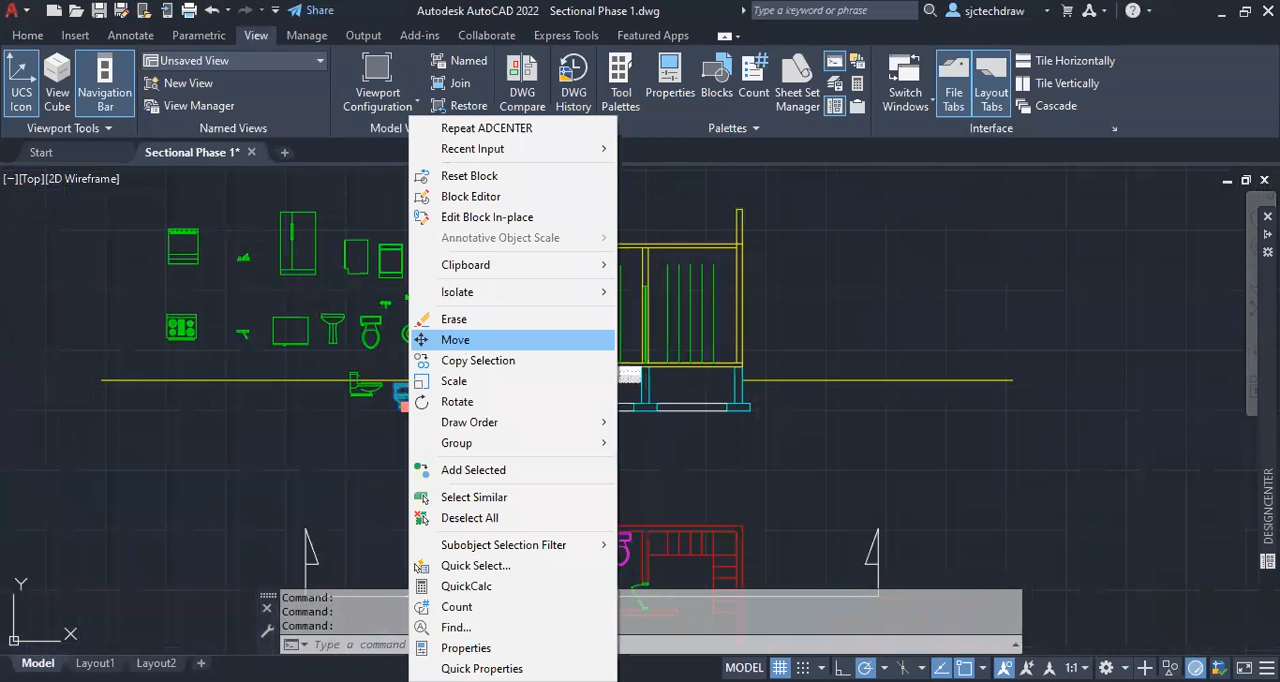 Share
Autodesk AutoCAD 2022 Sectional Phase 1.dwg
Type a keyword or phrase
sjctechdraw
Home Insert Annotate Parametric View Manage Output Add-ins Collaborate Express Tools Featured Apps
UCS Icon
View Cube
Navigation Bar
Viewport Tools
Unsaved View
New View
View Manager
Named Views
Viewport Configuration
Named
Join
Restore
Model V
DWG Compare
DWG History
Tool Palettes
Properties
Blocks
Count
Sheet Set Manager
Palettes
Switch Windows
File Tabs
Layout Tabs
Tile Horizontally
Tile Vertically
Cascade
Interface
Start
Sectional Phase 1*
[−][Top][2D Wireframe]
Repeat ADCENTER
Recent Input
Reset Block
Block Editor
Edit Block In-place
Annotative Object Scale
Clipboard
Isolate
Erase
Move
Copy Selection
Scale
Rotate
Draw Order
Group
Add Selected
Select Similar
Deselect All
Subobject Selection Filter
Quick Select...
QuickCalc
Count
Find...
Properties
Quick Properties
DESIGNCENTER
Y
X
Command:
Command:
Command:
Type a command
Model Layout1 Layout2
MODEL
1:1